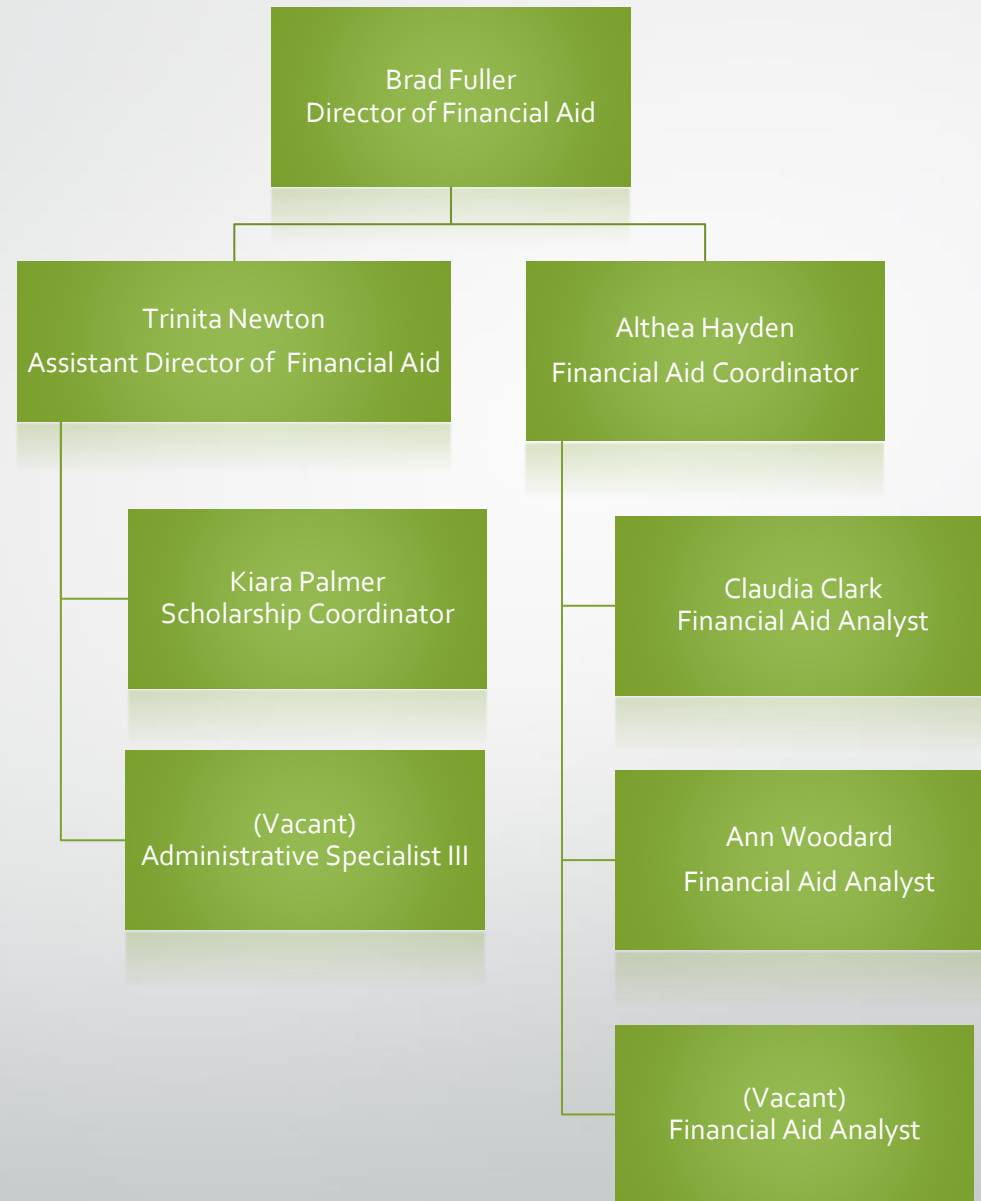 Brad Fuller
Director of Financial Aid
Trinita Newton
Assistant Director of Financial Aid
Althea Hayden
Financial Aid Coordinator
Kiara Palmer
Scholarship Coordinator
(Vacant)
Administrative Specialist III
Claudia Clark
Financial Aid Analyst
Ann Woodard
Financial Aid Analyst
(Vacant)
Financial Aid Analyst